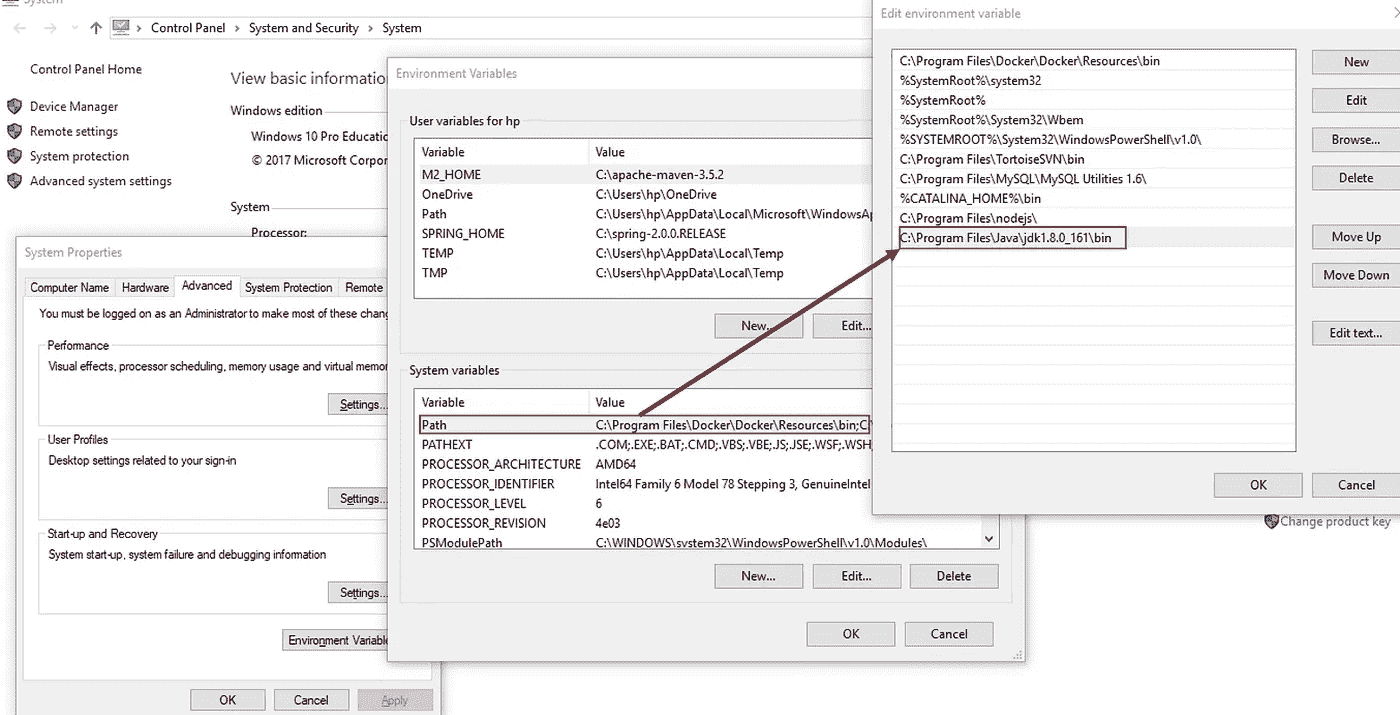 System
Control Panel > System and Security > System
Control Panel Home
Device Manager
Remote settings
System protection
Advanced system settings
View basic informatio
Windows edition
Windows 10 Pro Educatio
© 2017 Microsoft Corpor
System
Processor:
System Properties
Computer Name Hardware Advanced System Protection Remote
You must be logged on as an Administrator to make most of these chang
Performance
Visual effects, processor scheduling, memory usage and virtual memor
Settings...
User Profiles
Desktop settings related to your sign-in
Settings...
Start-up and Recovery
System start-up, system failure and debugging information
Settings...
Environment Variable
OK Cancel Apply
Environment Variables
User variables for hp
Variable Value
M2_HOME C:\apache-maven-3.5.2
OneDrive C:\Users\hp\OneDrive
Path C:\Users\hp\AppData\Local\Microsoft\WindowsAp
SPRING_HOME C:\spring-2.0.0.RELEASE
TEMP C:\Users\hp\AppData\Local\Temp
TMP C:\Users\hp\AppData\Local\Temp
New... Edit...
System variables
Variable Value
Path C:\Program Files\Docker\Docker\Resources\bin;C:\
PATHEXT .COM;.EXE;.BAT;.CMD;.VBS;.VBE;.JS;.JSE;.WSF;.WSH
PROCESSOR_ARCHITECTURE AMD64
PROCESSOR_IDENTIFIER Intel64 Family 6 Model 78 Stepping 3, GenuineIntel
PROCESSOR_LEVEL 6
PROCESSOR_REVISION 4e03
PSModulePath C:\WINDOWS\system32\WindowsPowerShell\v1.0\Modules\
New... Edit... Delete
OK Cancel
Edit environment variable
C:\Program Files\Docker\Docker\Resources\bin
%SystemRoot%\system32
%SystemRoot%
%SystemRoot%\System32\Wbem
%SYSTEMROOT%\System32\WindowsPowerShell\v1.0\
C:\Program Files\TortoiseSVN\bin
C:\Program Files\MySQL\MySQL Utilities 1.6\
%CATALINA_HOME%\bin
C:\Program Files\nodejs\
C:\Program Files\Java\jdk1.8.0_161\bin
New
Edit
Browse...
Delete
Move Up
Move Down
Edit text...
OK Cancel
Change product key